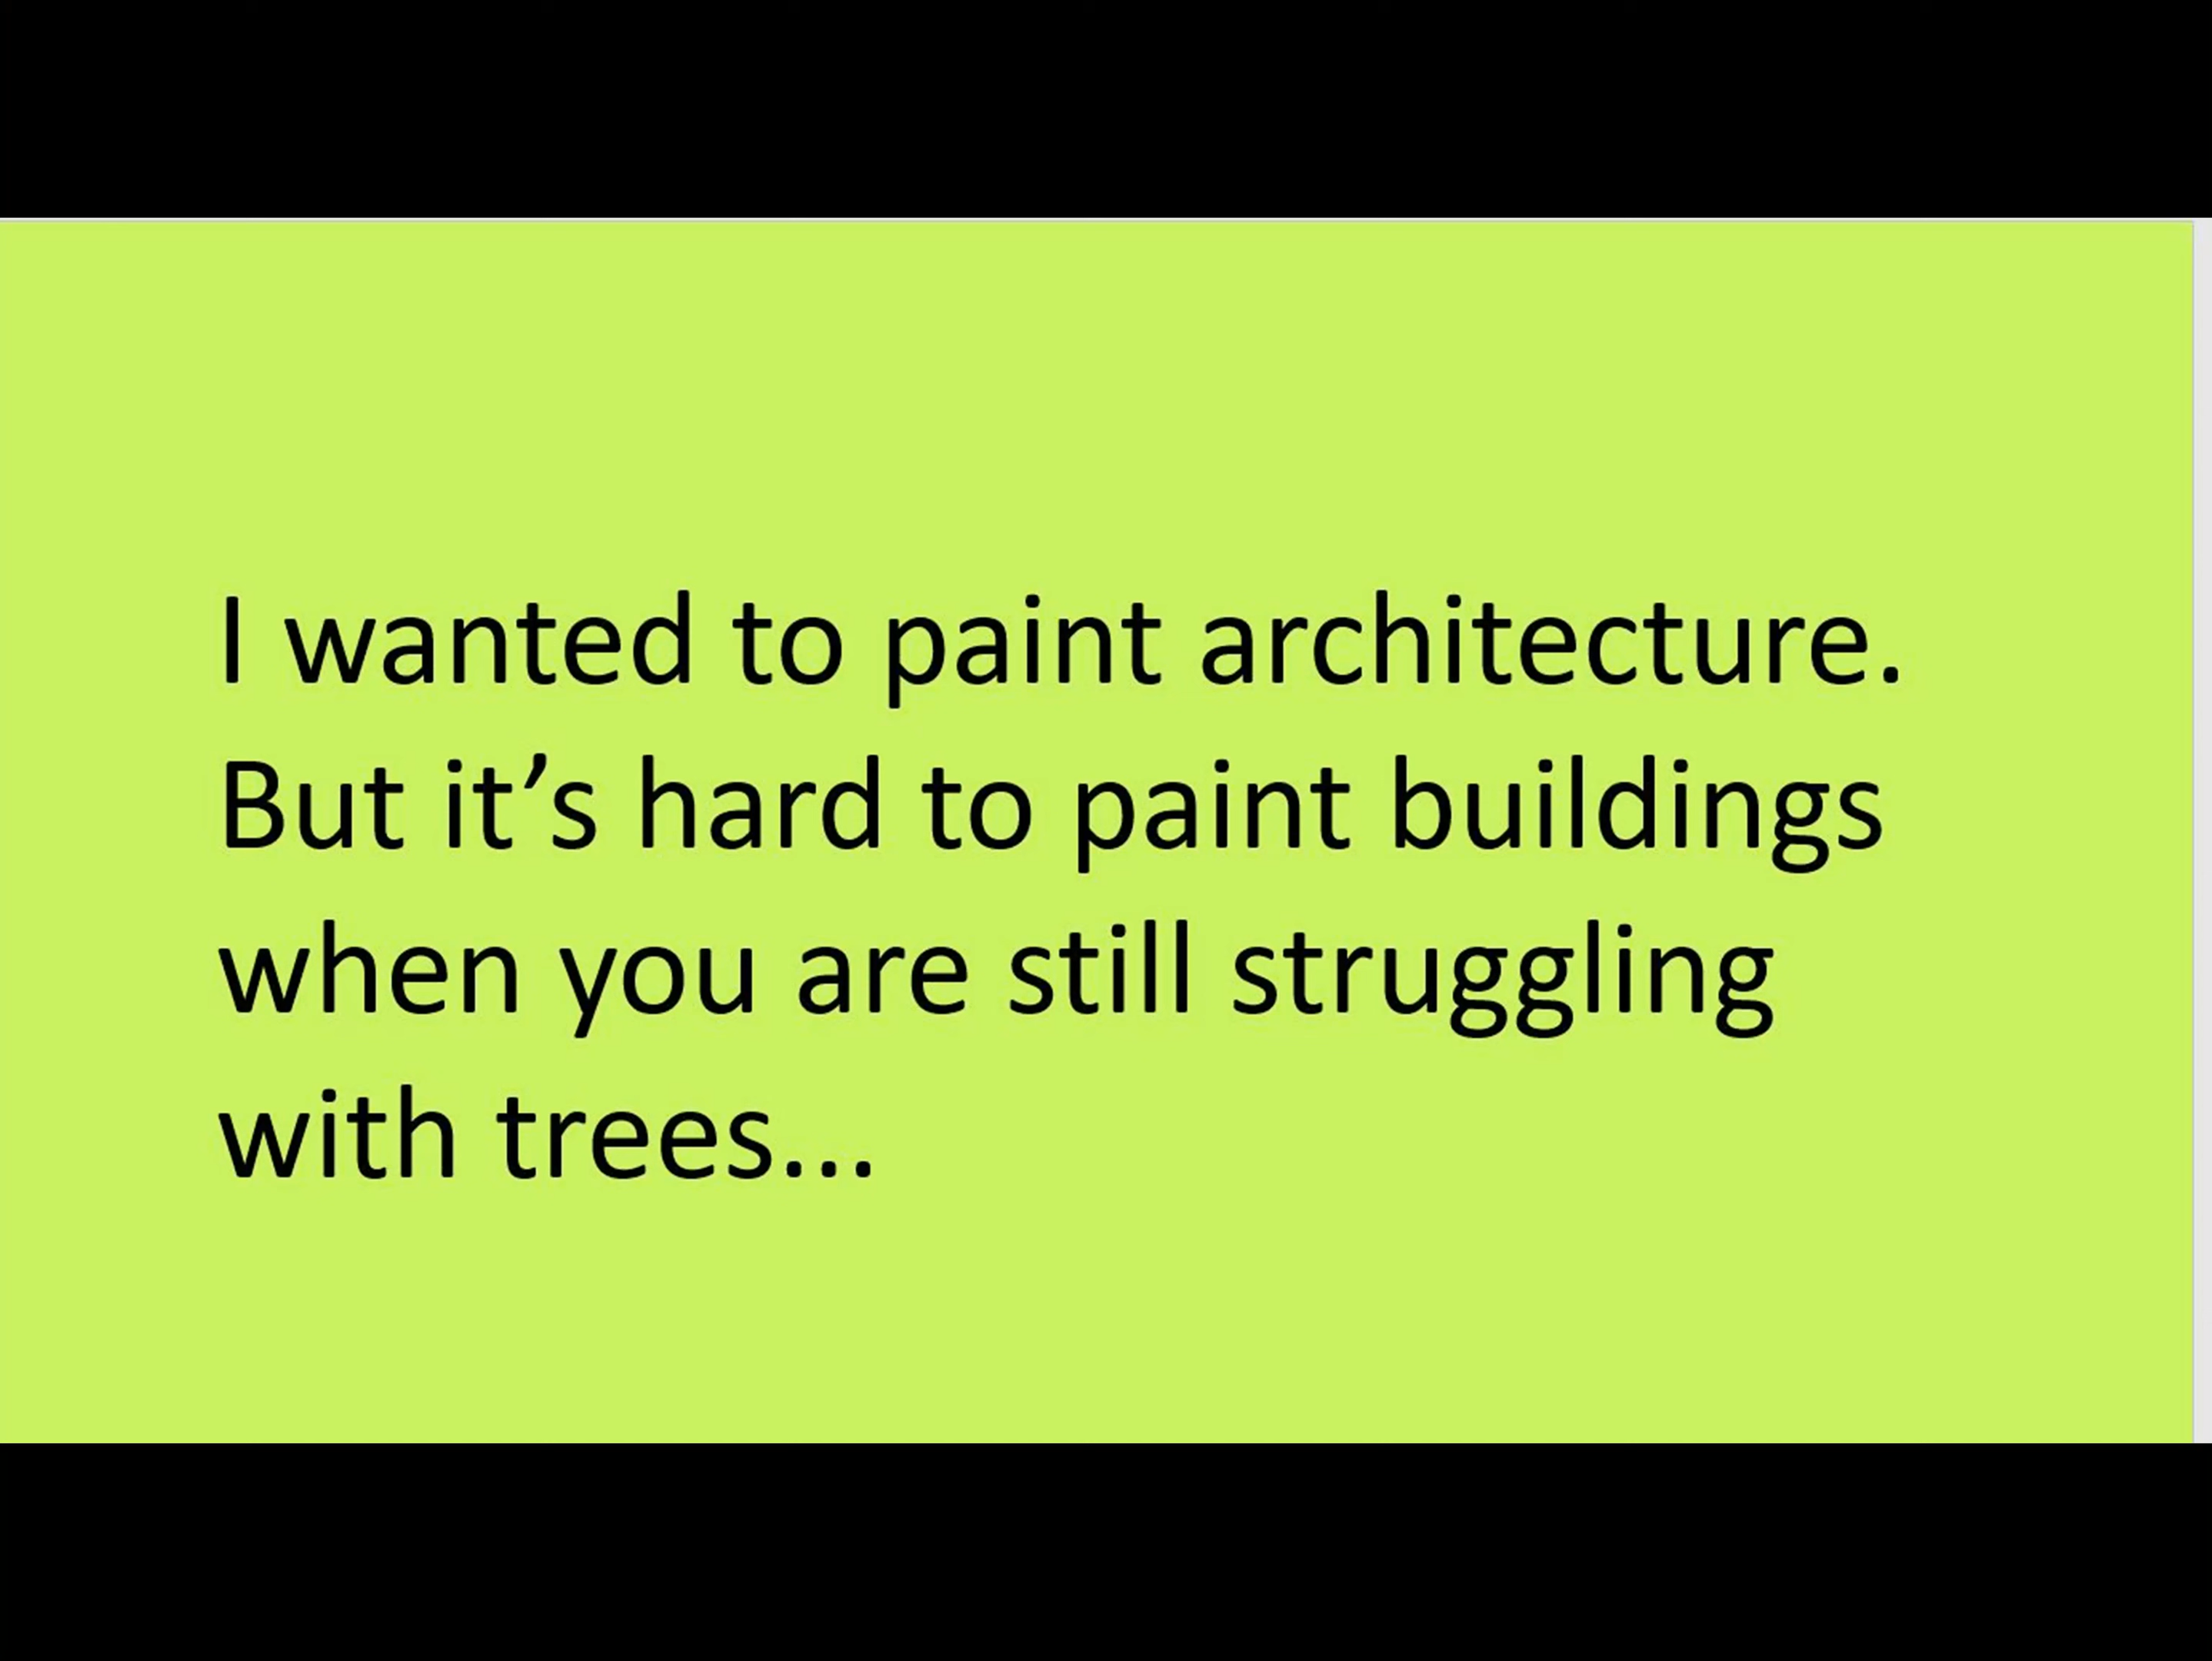 I wanted to paint architecture.
But it’s hard to paint buildings
when you are still struggling
with trees...